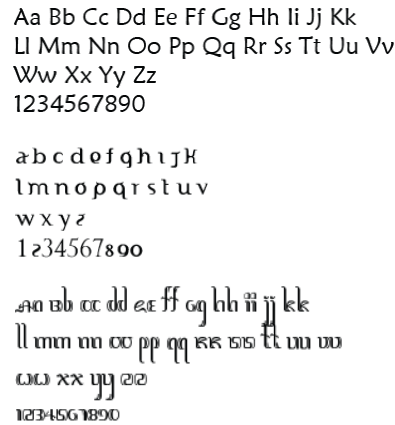 Aa Bb Cc Dd Ee Ff Gg Hh Ii Jj Kk
Ll Mm Nn Oo Pp Qq Rr Ss Tt Uu Vv
Ww Xx Yy Zz
1234567890
a b c d e f g h i j k
l m n o p q r s t u v
w x y z
1234567890
Aa Bb cc dd Ee ff Gg hh ii jj kk
ll mm nn oo pp qq RR ss tt uu vv
ww xx yy zz
1234567890